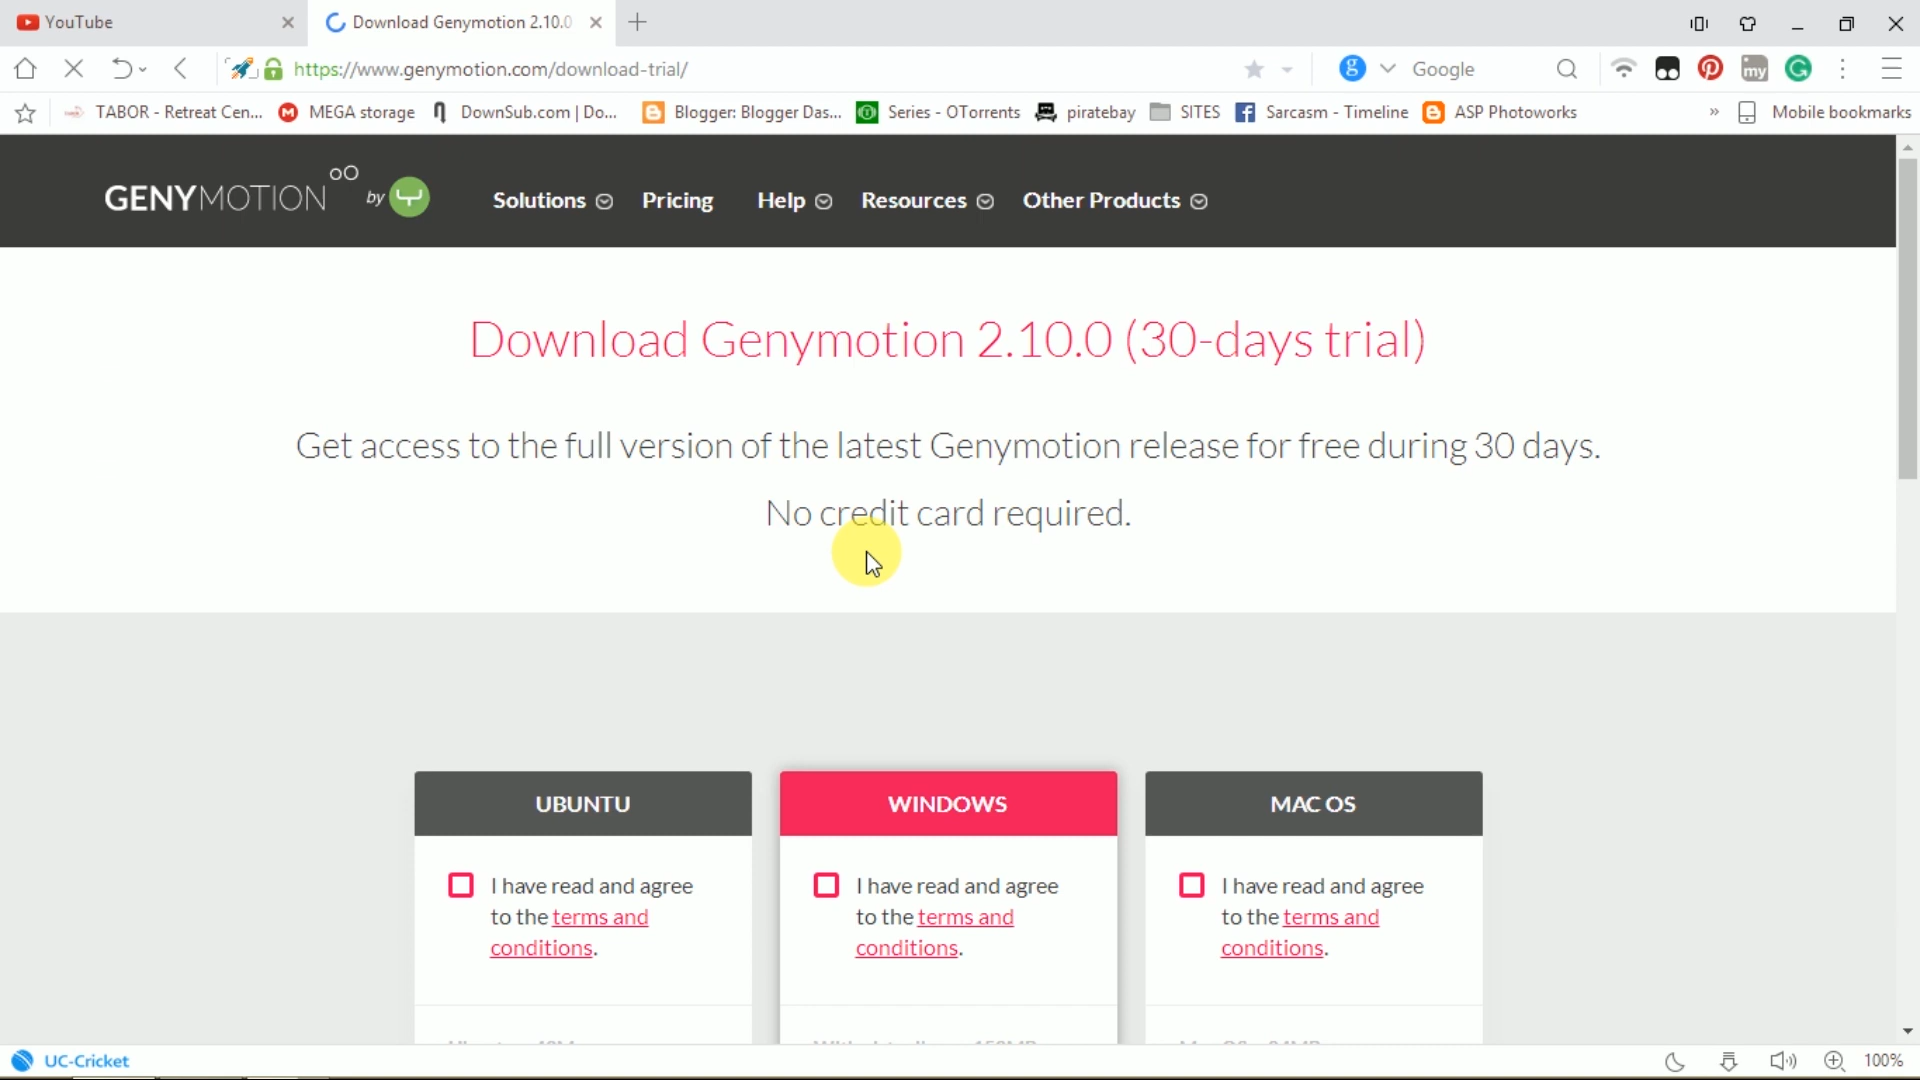 YouTube
Download Genymotion 2.10.0
https://www.genymotion.com/download-trial/
Google
TABOR - Retreat Cen...
MEGA storage
DownSub.com | Do...
Blogger: Blogger Das...
Series - OTorrents
piratebay
SITES
Sarcasm - Timeline
ASP Photoworks
Mobile bookmarks
GENYMOTION by
Solutions
Pricing
Help
Resources
Other Products
Download Genymotion 2.10.0 (30-days trial)
Get access to the full version of the latest Genymotion release for free during 30 days.
No credit card required.
UBUNTU
I have read and agree
to the terms and
conditions.
WINDOWS
I have read and agree
to the terms and
conditions.
MAC OS
I have read and agree
to the terms and
conditions.
UC-Cricket
100%